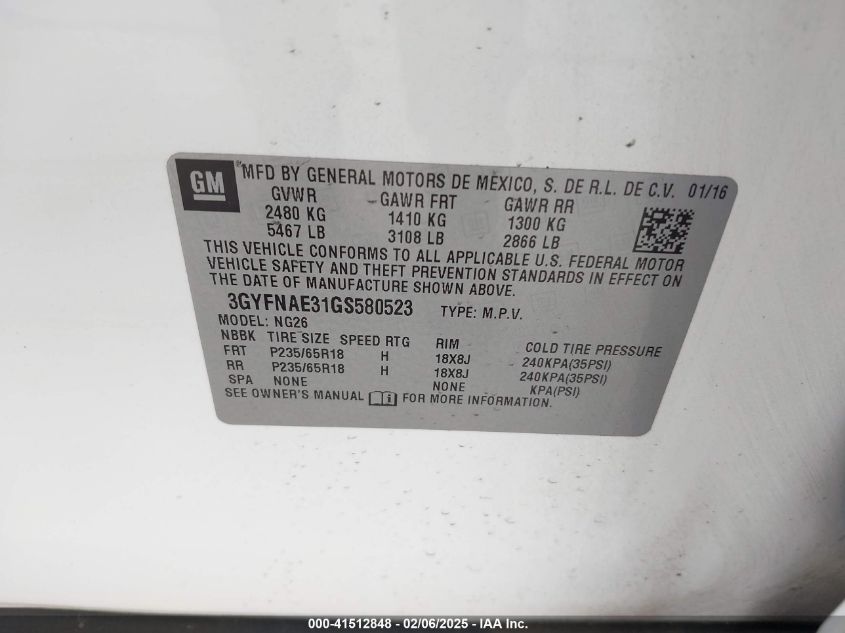 GM MFD BY GENERAL MOTORS DE MEXICO, S. DE R.L. DE C.V. 01/16
GVWR GAWR FRT GAWR RR
2480 KG 1410 KG 1300 KG
5467 LB 3108 LB 2866 LB
THIS VEHICLE CONFORMS TO ALL APPLICABLE U.S. FEDERAL MOTOR
VEHICLE SAFETY AND THEFT PREVENTION STANDARDS IN EFFECT ON
THE DATE OF MANUFACTURE SHOWN ABOVE.
3GYFNAE31GS580523 TYPE: M.P.V.
MODEL: NG26
NBBK TIRE SIZE SPEED RTG RIM COLD TIRE PRESSURE
FRT P235/65R18 H 18X8J 240KPA(35PSI)
RR P235/65R18 H 18X8J 240KPA(35PSI)
SPA NONE NONE KPA(PSI)
SEE OWNER'S MANUAL i FOR MORE INFORMATION.
000-41512848 - 02/06/2025 - IAA Inc.